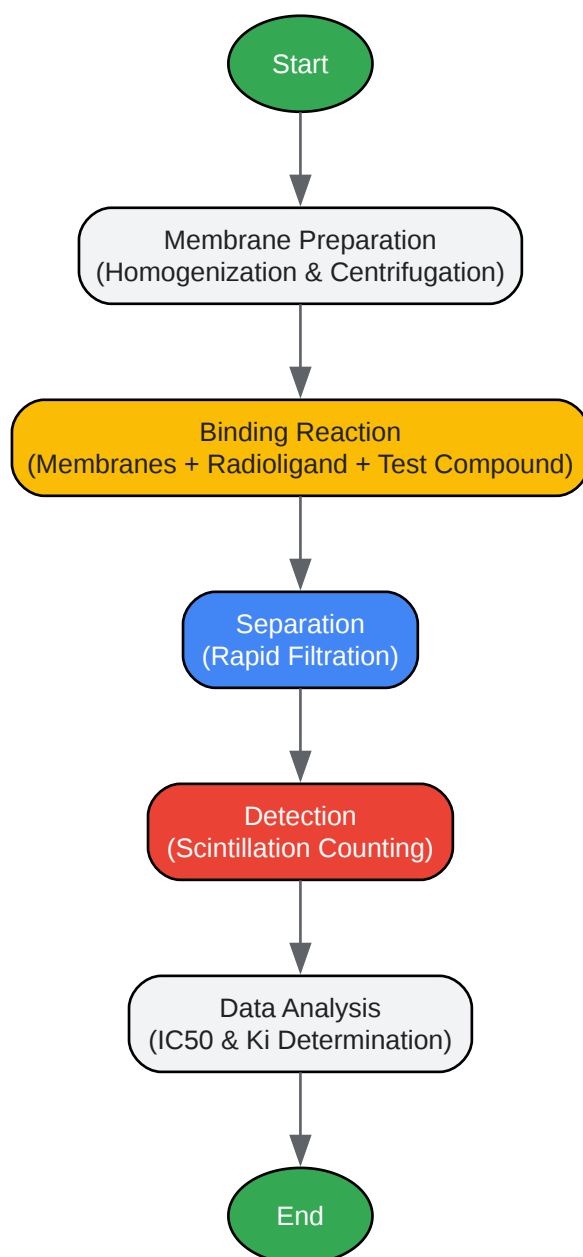 Start
Membrane Preparation
(Homogenization & Centrifugation)
Binding Reaction
(Membranes + Radioligand + Test Compound)
Separation
(Rapid Filtration)
Detection
(Scintillation Counting)
Data Analysis
(IC50 & Ki Determination)
End